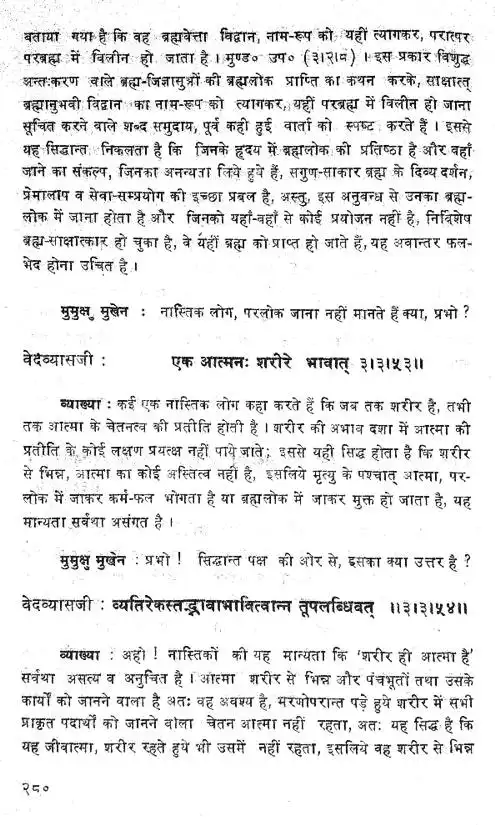 बताया गया है कि वह ब्रह्मवेत्ता विद्वान, नाम-रूप को यहीं त्यागकर, परात्पर
परब्रह्म में विलीन हो जाता है । मुण्ड० उप० (३।२।८) । इस प्रकार विशुद्ध
अन्तःकरण वाले ब्रह्म-जिज्ञासुओं की ब्रह्मलोक प्राप्ति का कथन करके, साक्षात्
ब्रह्मानुभवी विद्वान का नाम-रूप को त्यागकर, यहीं परब्रह्म में विलीन हो जाना
सूचित करने वाले शब्द समुदाय, पूर्व कही हुई वार्ता को स्पष्ट करते हैं । इससे
यह सिद्धान्त निकलता है कि जिनके हृदय में ब्रह्मलोक की प्रतिष्ठा है और वहाँ
जाने का संकल्प, जिनका अनन्यता लिये हुये हैं, सगुण-साकार ब्रह्म के दिव्य दर्शन,
प्रेमालाप व सेवा-सम्प्रयोग की इच्छा प्रबल है, अस्तु, इस अनुबन्ध से उनका ब्रह्म-
लोक में जाना होता है और जिनको यहाँ-वहाँ से कोई प्रयोजन नहीं है, निर्विशेष
ब्रह्म-साक्षात्कार हो चुका है, वे यहीं ब्रह्म को प्राप्त हो जाते हैं, यह अवान्तर फल-
भेद होना उचित है ।
मुमुक्षु मुखेन : नास्तिक लोग, परलोक जाना नहीं मानते हैं क्या, प्रभो ?
वेदव्यासजी : एक आत्मनः शरीरे भावात् ३।३।५३॥
व्याख्या : कई एक नास्तिक लोग कहा करते हैं कि जब तक शरीर है, तभी
तक आत्मा के चेतनत्व की प्रतीति होती है । शरीर की अभाव दशा में आत्मा की
प्रतीति के कोई लक्षण प्रयत्क्ष नहीं पाये जाते; इससे यही सिद्ध होता है कि शरीर
से भिन्न, आत्मा का कोई अस्तित्व नहीं है, इसलिये मृत्यु के पश्चात् आत्मा, पर-
लोक में जाकर कर्म-फल भोगता है या ब्रह्मलोक में जाकर मुक्त हो जाता है, यह
मान्यता सर्वथा असंगत है ।
मुमुक्षु मुखेन : प्रभो ! सिद्धान्त पक्ष की ओर से, इसका क्या उत्तर है ?
वेदव्यासजी : व्यतिरेकस्तद्भावाभावित्वान्न तूपलब्धिवत् ॥३।३।५४॥
व्याख्या : अहो ! नास्तिकों की यह मान्यता कि 'शरीर ही आत्मा है'
सर्वथा असत्य व अनुचित है । आत्मा शरीर से भिन्न और पंचभूतों तथा उसके
कार्यों को जानने वाला है अतः वह अवश्य है, मरणोपरान्त पड़े हुये शरीर में सभी
प्राकृत पदार्थों को जानने वाला चेतन आत्मा नहीं रहता, अतः यह सिद्ध है कि
यह जीवात्मा, शरीर रहते हुये भी उसमें नहीं रहता, इसलिये वह शरीर से भिन्न
२८०